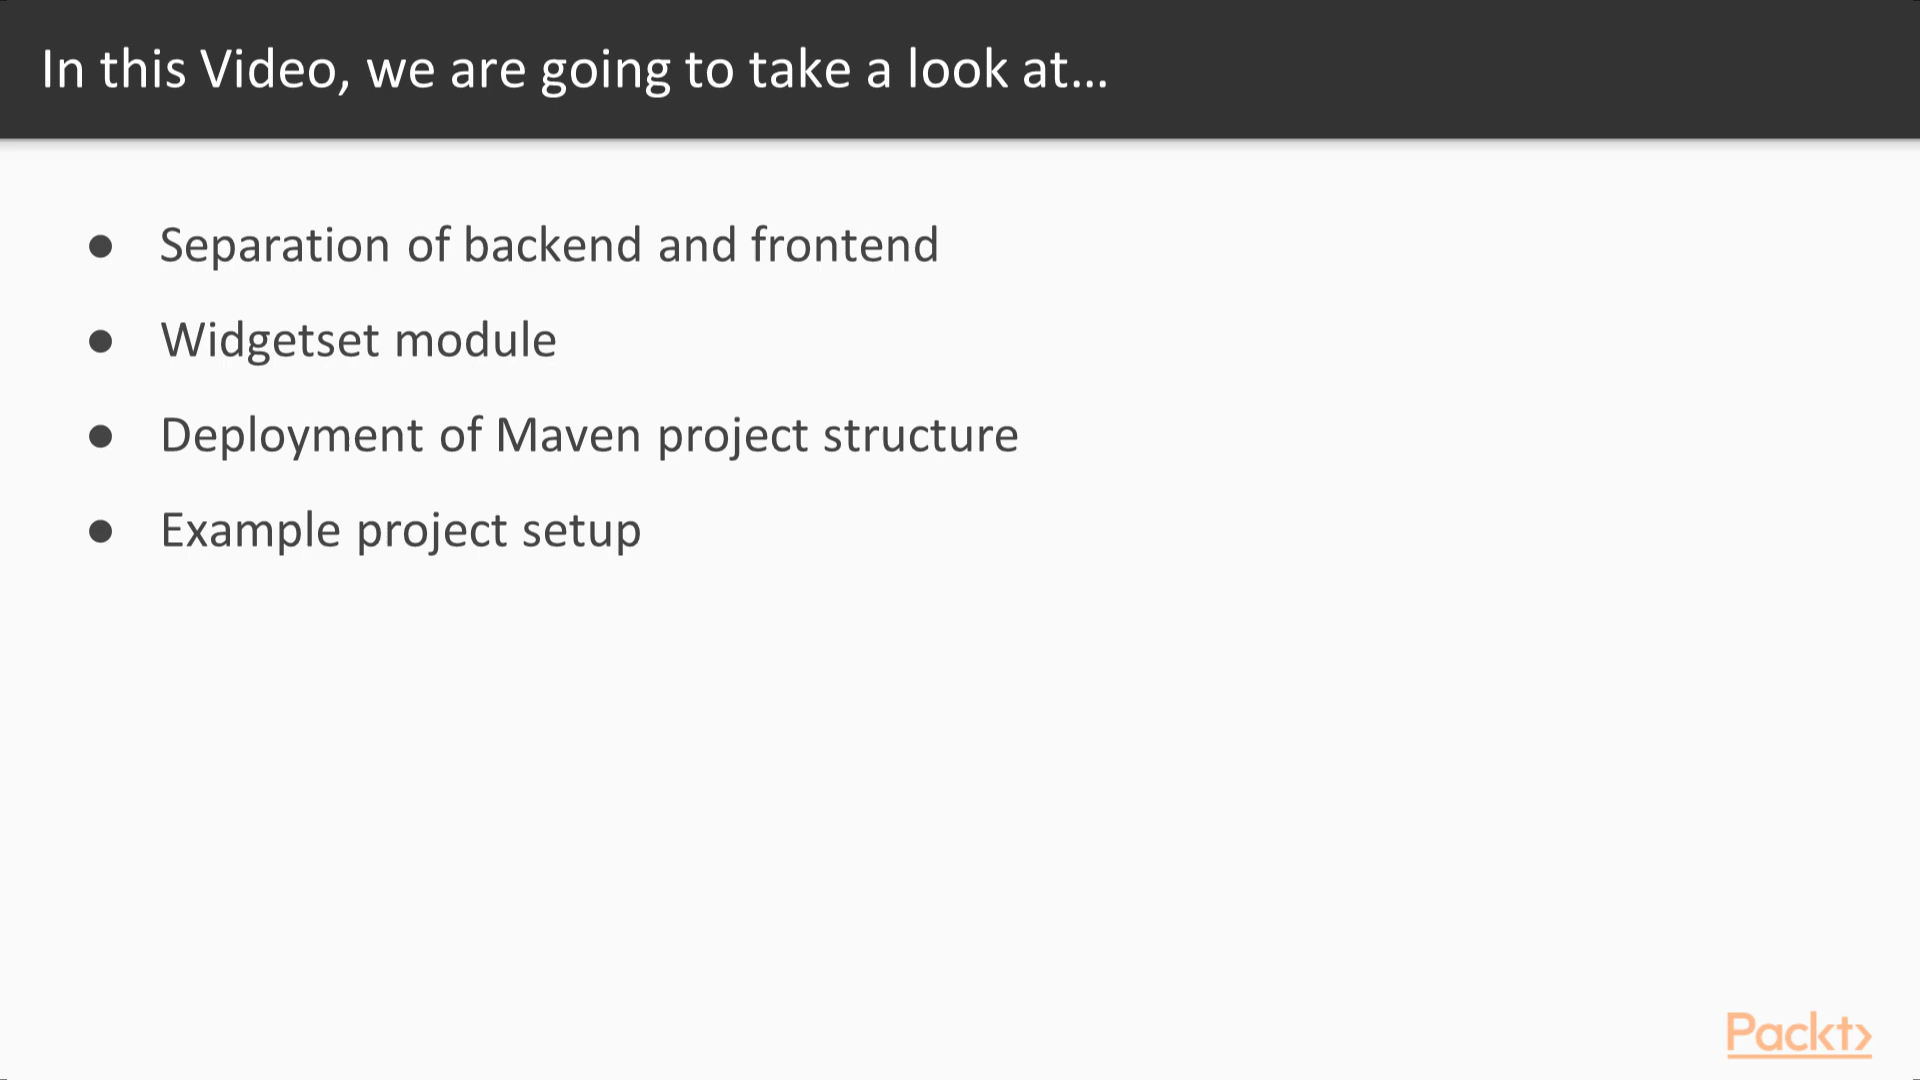 In this Video, we are going to take a look at...
● Separation of backend and frontend
● Widgetset module
● Deployment of Maven project structure
● Example project setup
Packt>